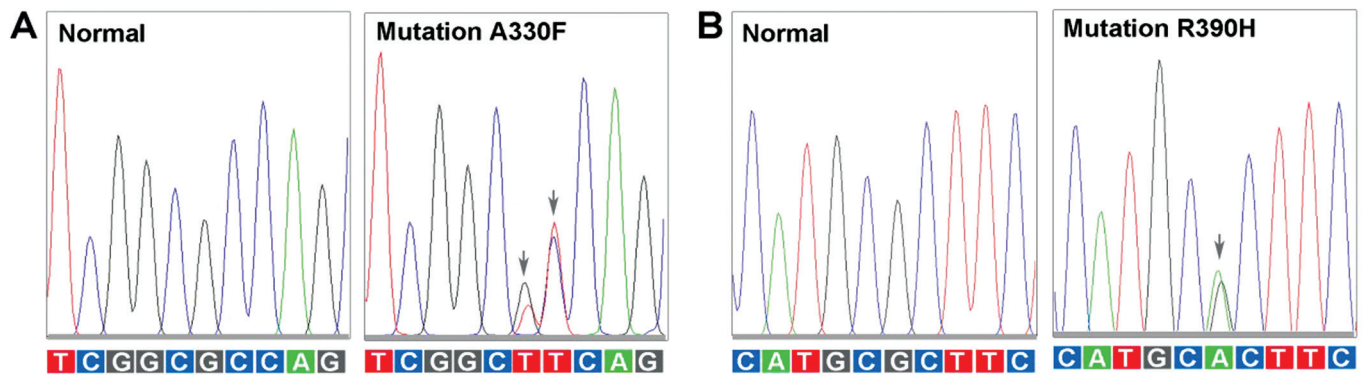 A
Normal
Mutation A330F
TCGGCGCCAG
TCGGCTTCAG
B
Normal
Mutation R390H
CATGCGCTTC
CATGCACTTC